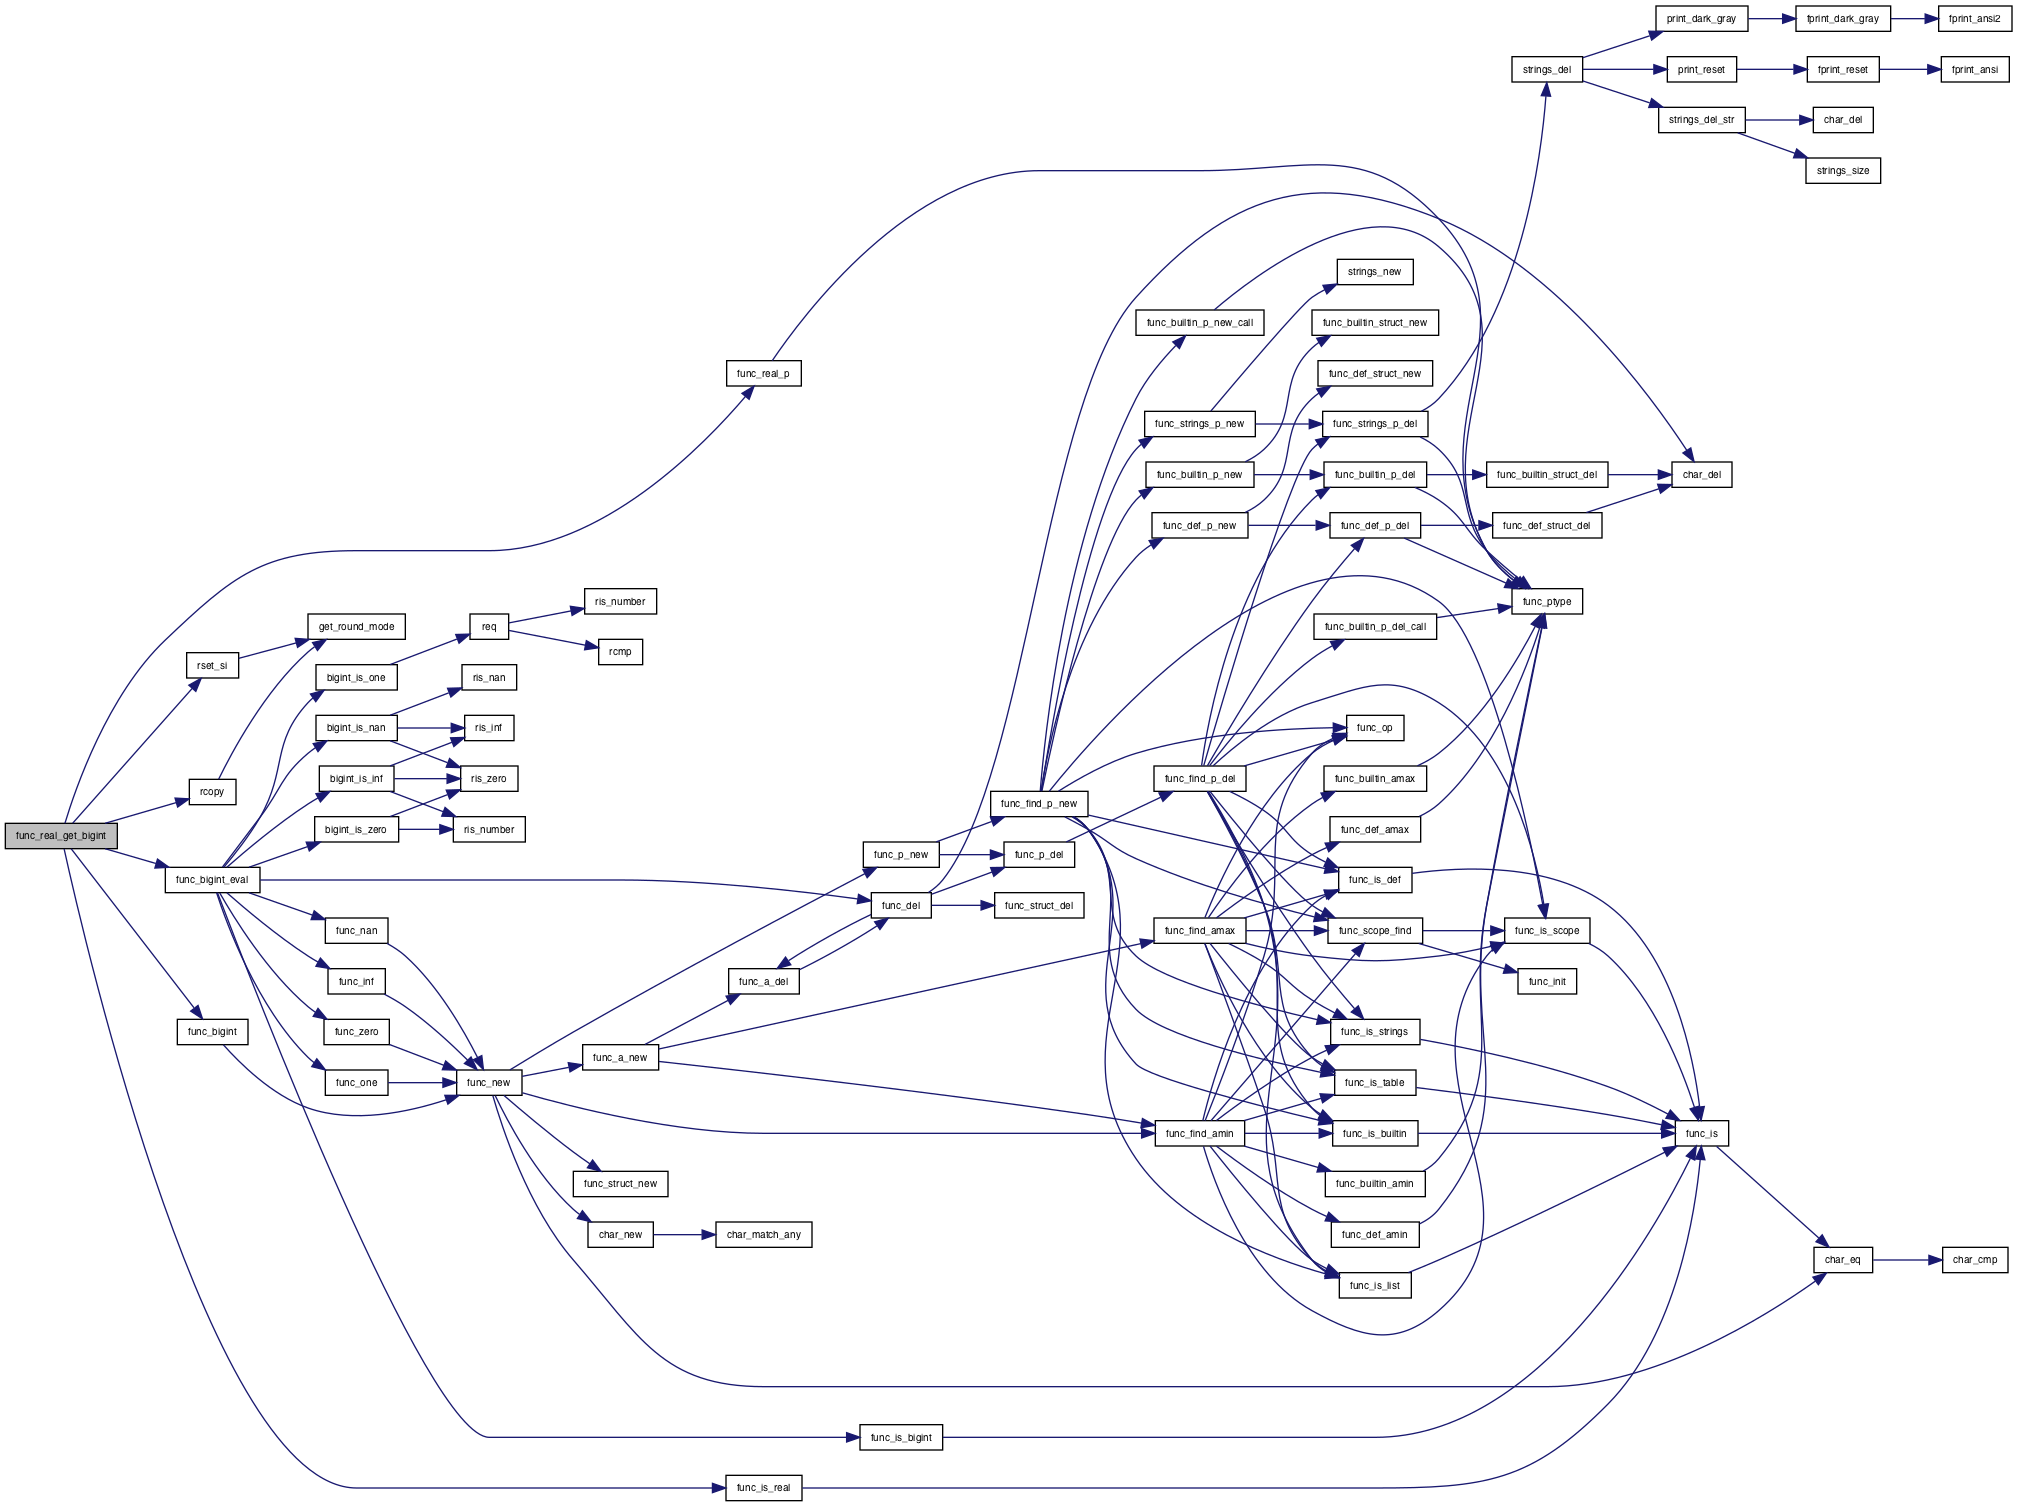 print_dark_gray
fprint_dark_gray
fprint_ansi2
strings_del
print_reset
fprint_reset
fprint_ansi
strings_del_str
char_del
strings_size
strings_new
func_builtin_p_new_call
func_builtin_struct_new
func_real_p
func_def_struct_new
func_strings_p_new
func_strings_p_del
func_builtin_p_new
func_builtin_p_del
func_builtin_struct_del
char_del
func_def_p_new
func_def_p_del
func_def_struct_del
ris_number
func_ptype
get_round_mode
req
func_builtin_p_del_call
rcmp
rset_si
bigint_is_one
ris_nan
bigint_is_nan
ris_inf
func_op
rcopy
bigint_is_inf
ris_zero
func_find_p_del
func_builtin_amax
func_find_p_new
func_real_get_bigint
bigint_is_zero
ris_number
func_def_amax
func_p_new
func_p_del
func_bigint_eval
func_is_def
func_del
func_struct_del
func_nan
func_find_amax
func_scope_find
func_is_scope
func_inf
func_a_del
func_init
func_bigint
func_zero
func_is_strings
func_a_new
func_one
func_new
func_is_table
func_find_amin
func_is_builtin
func_is
func_struct_new
func_builtin_amin
char_new
char_match_any
func_def_amin
char_eq
char_cmp
func_is_list
func_is_bigint
func_is_real